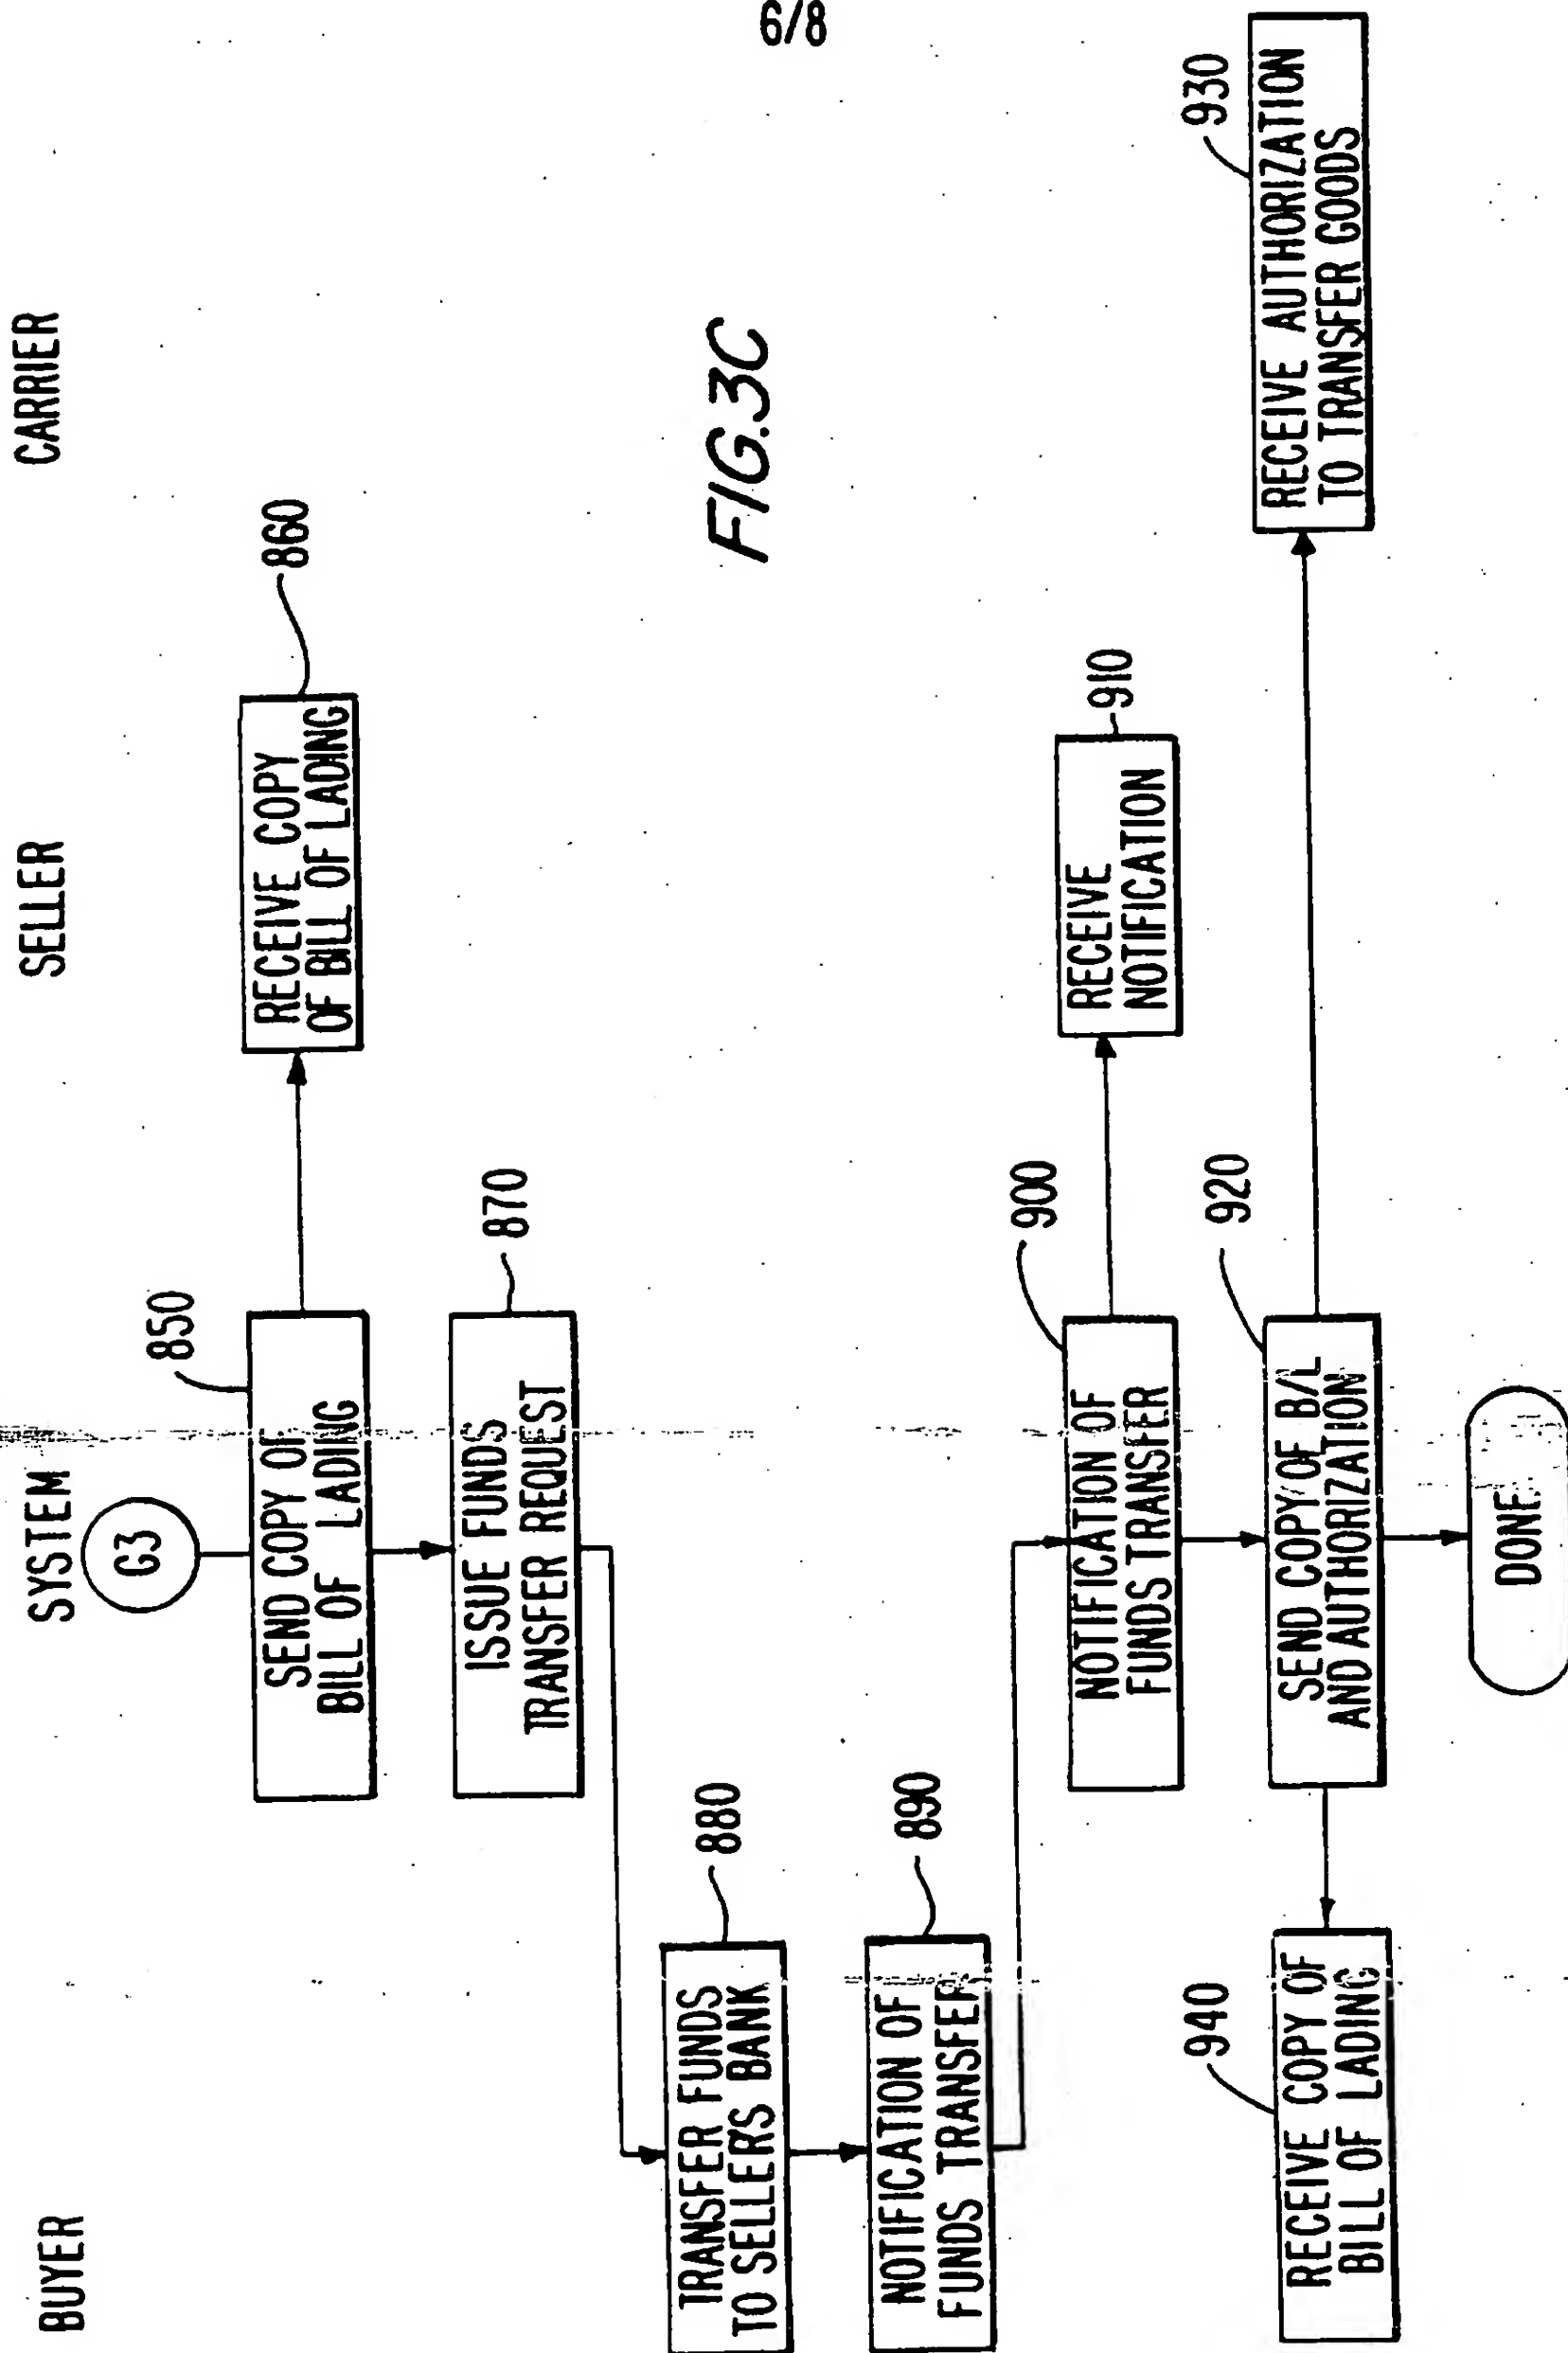 6/8
BUYER
SYSTEM
SELLER
CARRIER
G3
850
SEND COPY OF
BILL OF LADING
860
RECEIVE COPY
OF BILL OF LADING
870
ISSUE FUNDS
TRANSFER REQUEST
880
TRANSFER FUNDS
TO SELLER'S BANK
890
NOTIFICATION OF
FUNDS TRANSFER
FIG.3C
900
NOTIFICATION OF
FUNDS TRANSFER
910
RECEIVE
NOTIFICATION
920
SEND COPY OF B/L
AND AUTHORIZATION
930
RECEIVE AUTHORIZATION
TO TRANSFER GOODS
940
RECEIVE COPY OF
BILL OF LADING
DONE